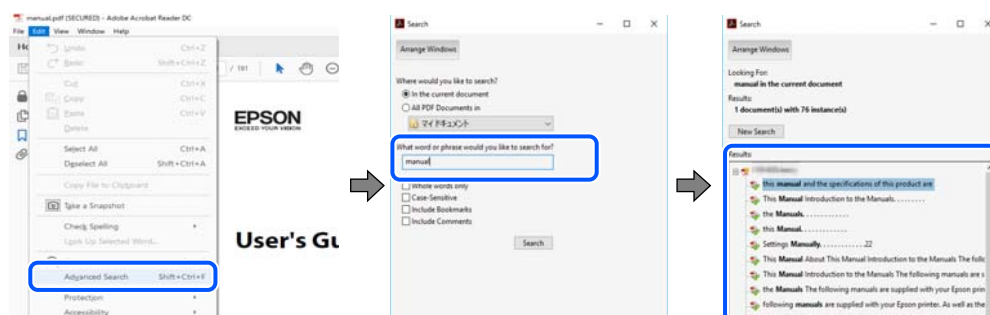 manual.pdf (SECURED) - Adobe Acrobat Reader DC
File Edit View Window Help
Undo Ctrl+Z
Redo Shift+Ctrl+Z
Cut Ctrl+X
Copy Ctrl+C
Paste Ctrl+V
Delete
Select All Ctrl+A
Deselect All Shift+Ctrl+A
Copy File to Clipboard
Take a Snapshot
Check Spelling
Look Up Selected Word...
Advanced Search Shift+Ctrl+F
Protection
Accessibility
/ 181
EPSON
EXCEED YOUR VISION
User's Gu
Search
Arrange Windows
Where would you like to search?
In the current document
All PDF Documents in
マイ ドキュメント
What word or phrase would you like to search for?
manual
Whole words only
Case-Sensitive
Include Bookmarks
Include Comments
Search
Search
Arrange Windows
Looking For:
manual in the current document
Results:
1 document(s) with 76 instance(s)
New Search
Results:
this manual and the specifications of this product are
This Manual Introduction to the Manuals. . . . . . . .
the Manuals. . . . . . . . . . . .
this Manual. . . . . . . . . . . .
Settings Manually. . . . . . . . . . . .22
This Manual About This Manual Introduction to the Manuals The follo
This Manual Introduction to the Manuals The following manuals are s
the Manuals The following manuals are supplied with your Epson prin
following manuals are supplied with your Epson printer. As well as the